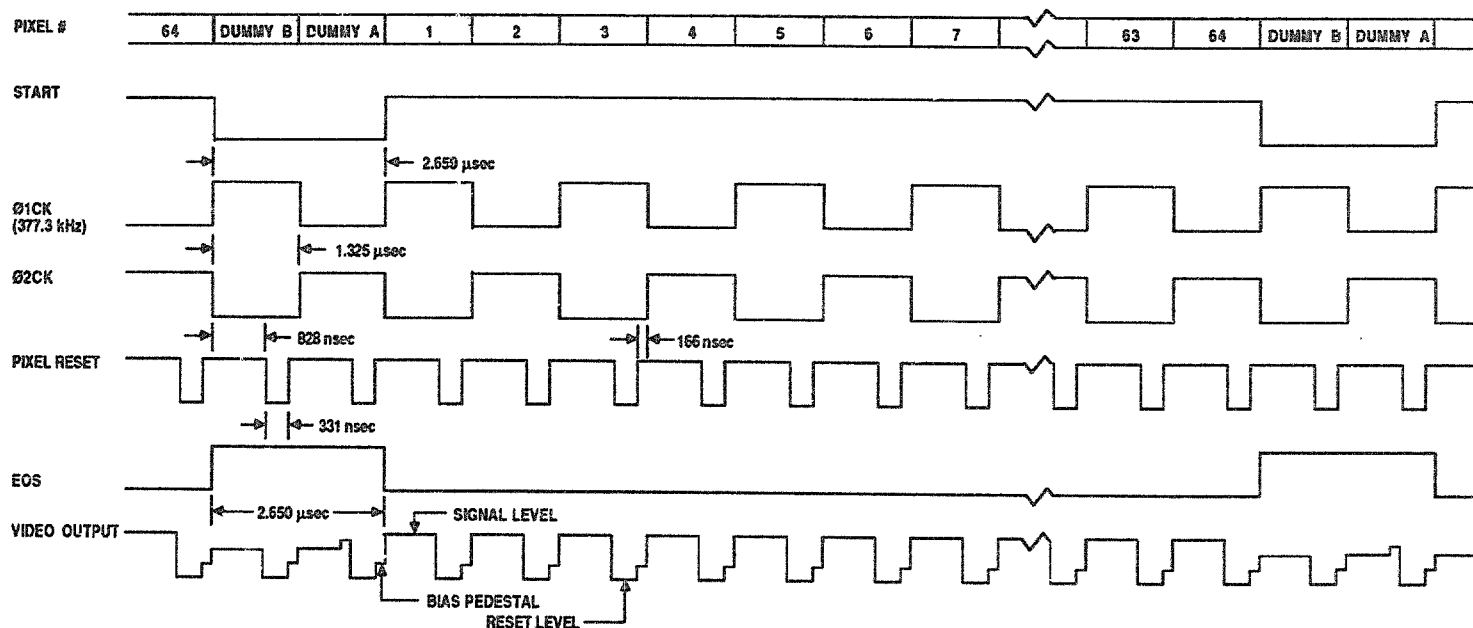 PIXEL # 64 DUMMY B DUMMY A 1 2 3 4 5 6 7 63 64 DUMMY B DUMMY A
START
2.650 µsec
Ø1CK
(377.3 kHz)
1.325 µsec
Ø2CK
828 nsec
166 nsec
PIXEL RESET
331 nsec
EOS
2.650 µsec
SIGNAL LEVEL
VIDEO OUTPUT
BIAS PEDESTAL
RESET LEVEL